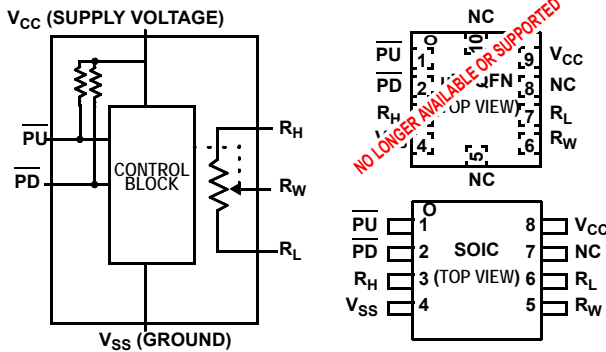 VCC (SUPPLY VOLTAGE)
PU
PD
CONTROL
BLOCK
RH
RW
RL
VSS (GROUND)
NC
PU 1
PD 2
RH
4
10
5
9 VCC
8 NC
7 RL
6 RW
QFN
(TOP VIEW)
NC
NO LONGER AVAILABLE OR SUPPORTED
PU 1
PD 2
RH 3
VSS 4
SOIC
(TOP VIEW)
8 VCC
7 NC
6 RL
5 RW